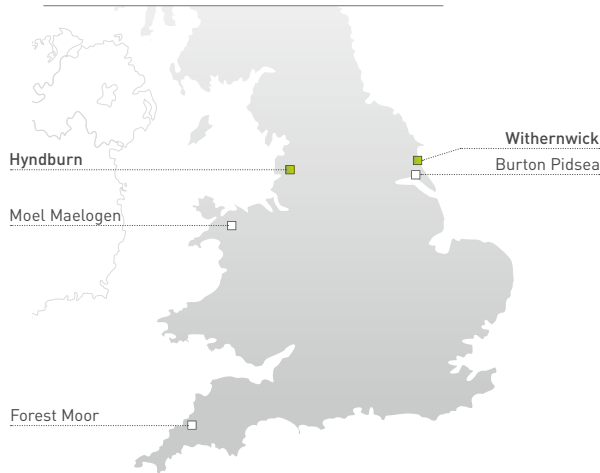 Withernwick
Hyndburn
Burton Pidsea
Moel Maelogen
Forest Moor